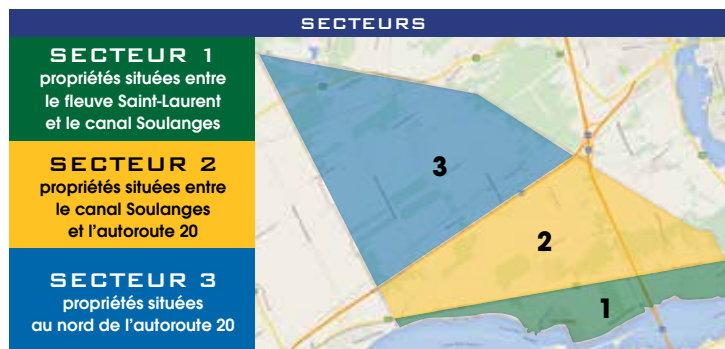 SECTEURS
SECTEUR 1
propriétés situées entre
le fleuve Saint-Laurent
et le canal Soulanges
SECTEUR 2
propriétés situées entre
le canal Soulanges
et l'autoroute 20
SECTEUR 3
propriétés situées
au nord de l'autoroute 20
3
2
1